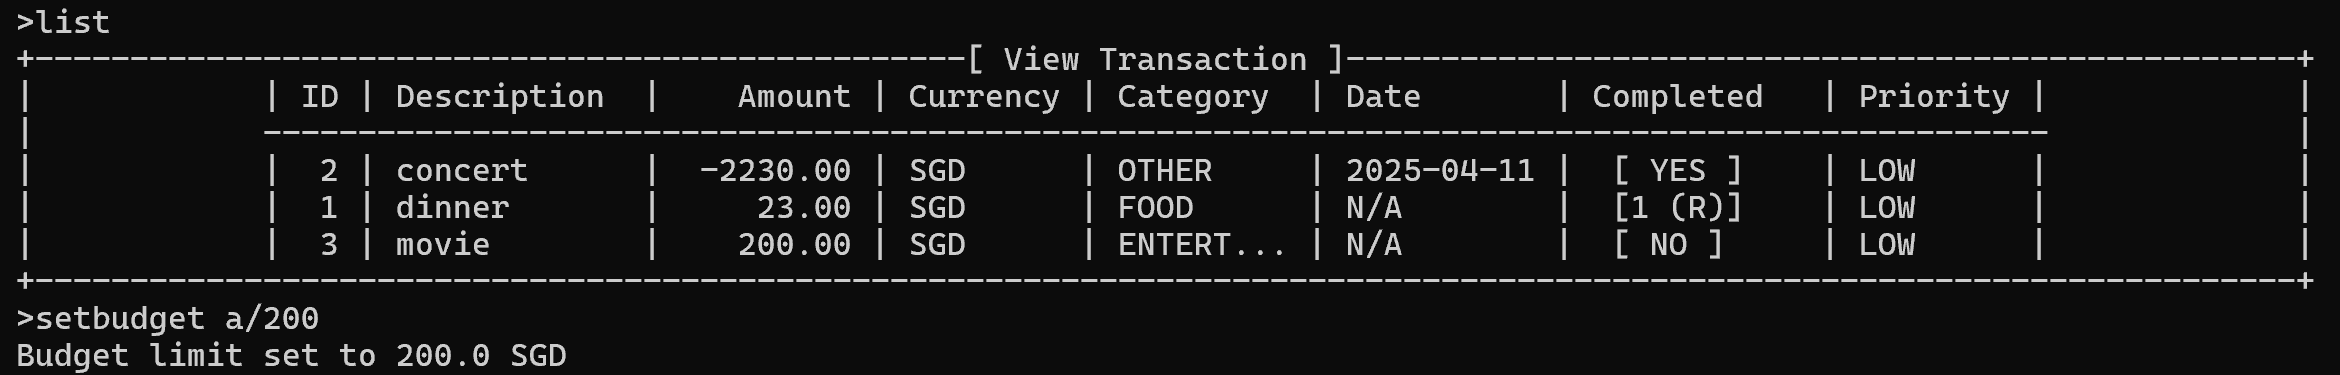 >list
+-------------------------------------------------[ View Transaction ]--------------------------------------------------+
|            | ID | Description  |    Amount | Currency | Category  | Date       | Completed   | Priority |             |
|            ----------------------------------------------------------------------------------------------             |
|            |  2 | concert      |  -2230.00 | SGD      | OTHER     | 2025-04-11 |  [ YES ]    | LOW      |             |
|            |  1 | dinner       |     23.00 | SGD      | FOOD      | N/A        |  [1 (R)]    | LOW      |             |
|            |  3 | movie        |    200.00 | SGD      | ENTERT... | N/A        |  [ NO ]     | LOW      |             |
+-----------------------------------------------------------------------------------------------------------------------+
>setbudget a/200
Budget limit set to 200.0 SGD